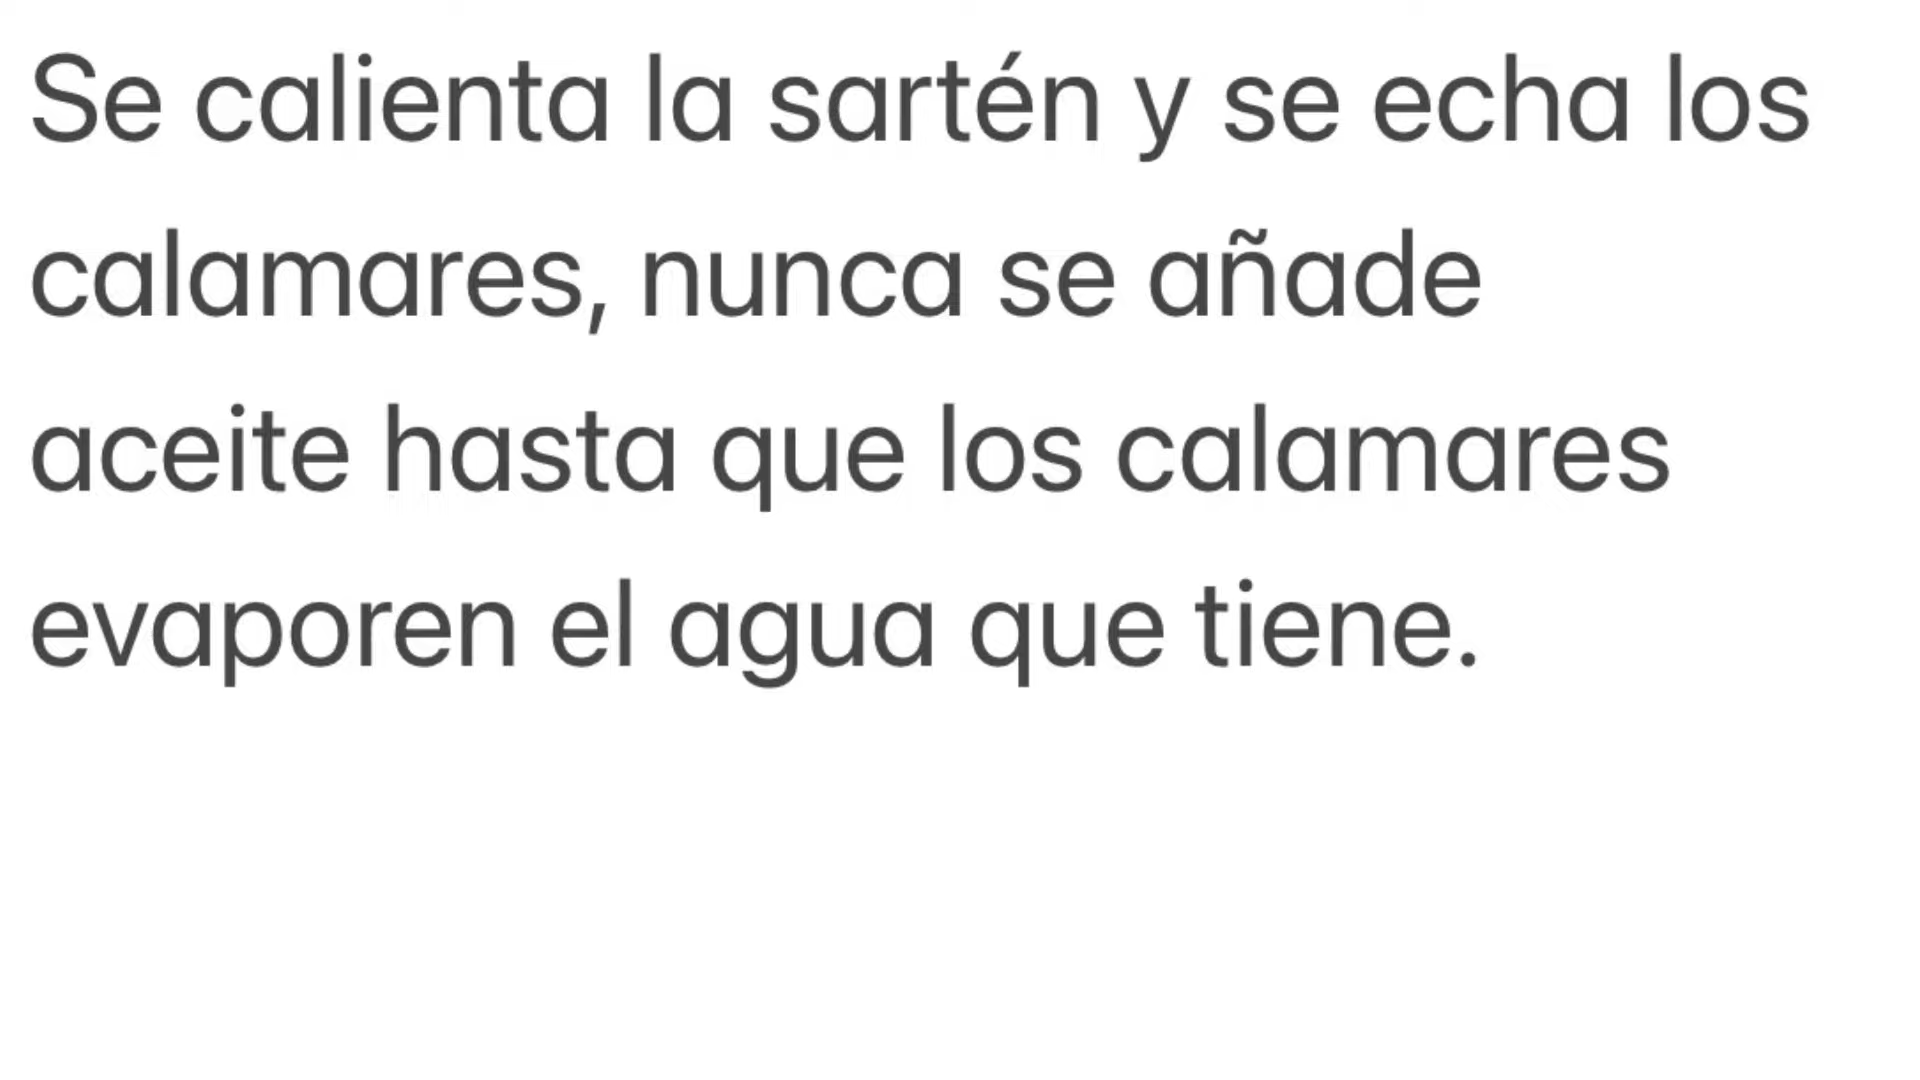 Se calienta la sartén y se echa los
calamares, nunca se añade
aceite hasta que los calamares
evaporen el agua que tiene.